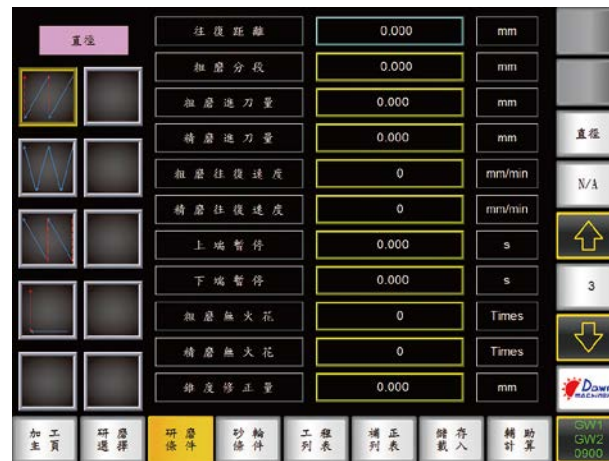 直徑
往復距離 0.000 mm
粗磨分段 0.000 mm
粗磨進刀量 0.000 mm
精磨進刀量 0.000 mm
粗磨往復速度 0 mm/min
精磨往復速度 0 mm/min
上端暫停 0.000 s
下端暫停 0.000 s
粗磨無火花 0 Times
精磨無火花 0 Times
錐度修正量 0.000 mm
直徑
N/A
3
加工
主頁
研磨
選擇
研磨
條件
砂輪
條件
工程
列表
補正
列表
儲存
載入
輔助
計算
GW1
GW2
0900